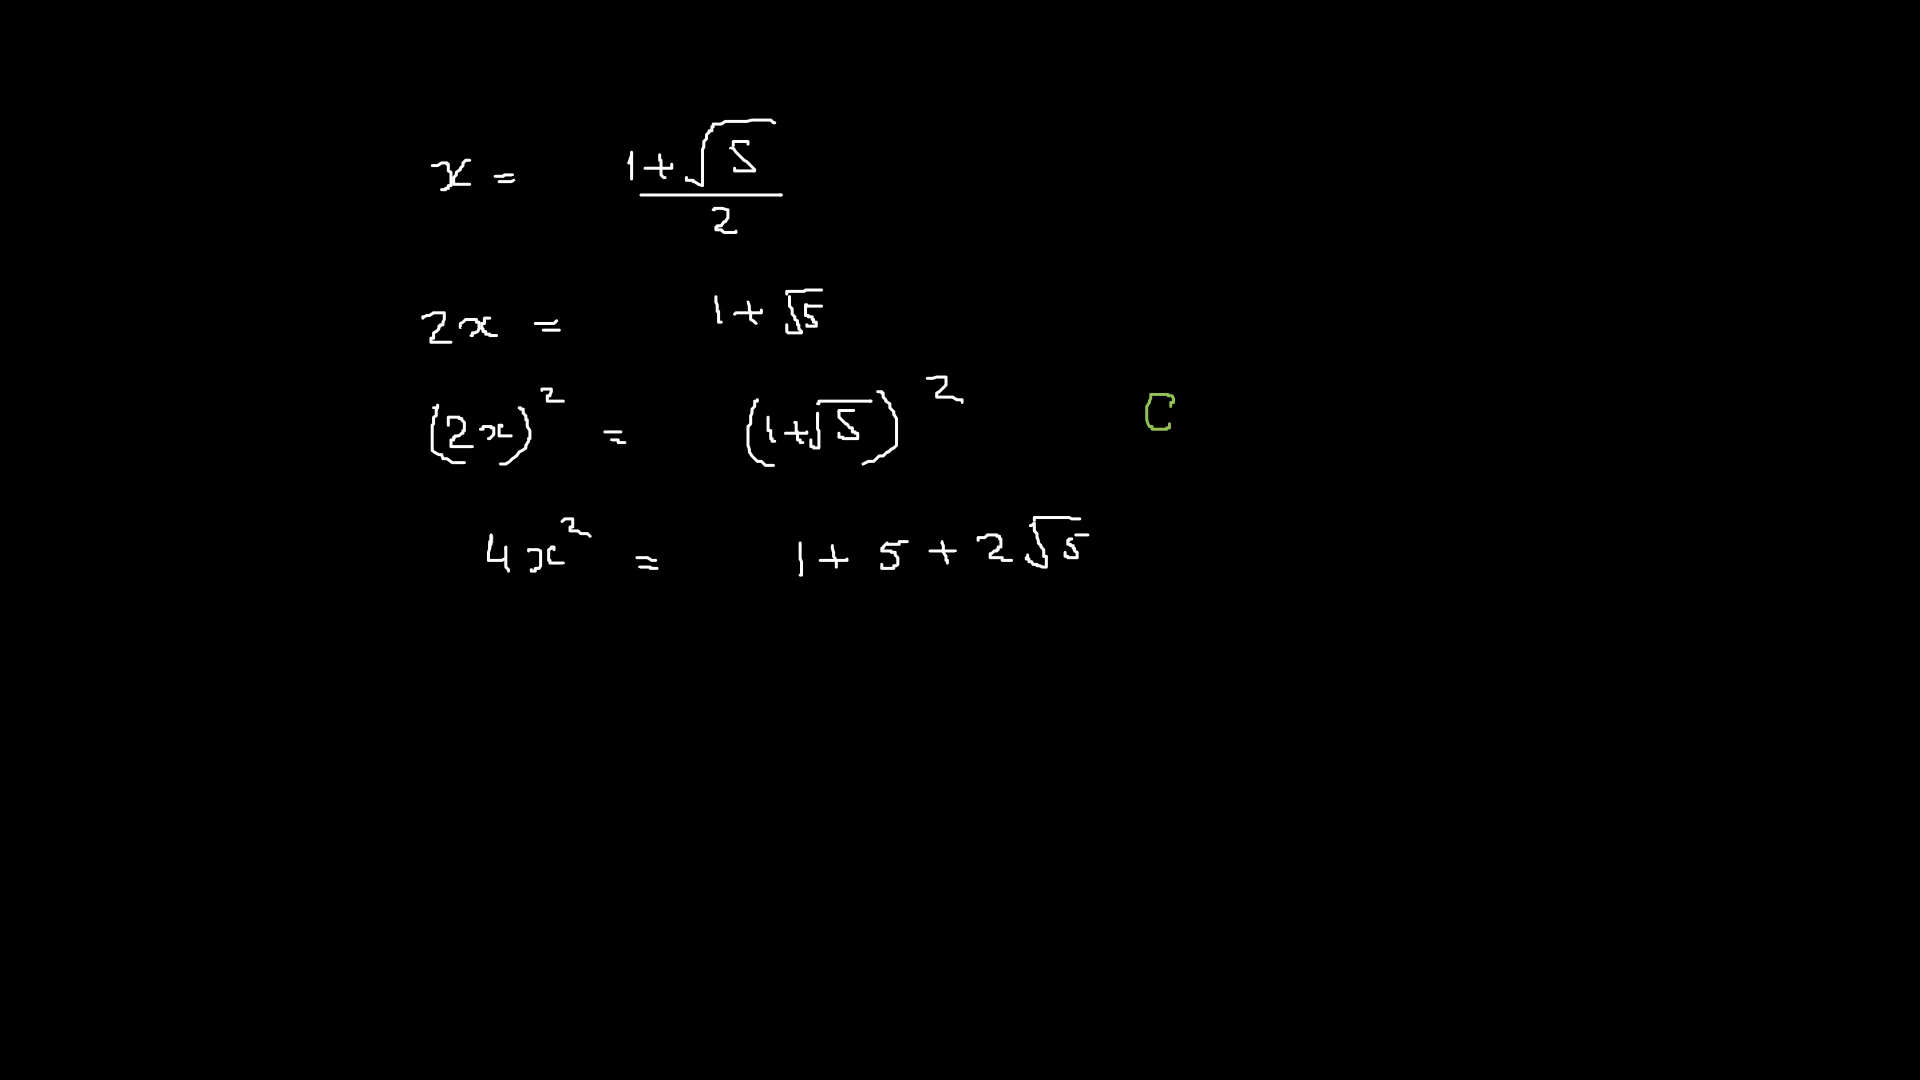 x = (1+√5)/2
2x = 1+√5
(2x)² = (1+√5)² C
4x² = 1+5+2√5